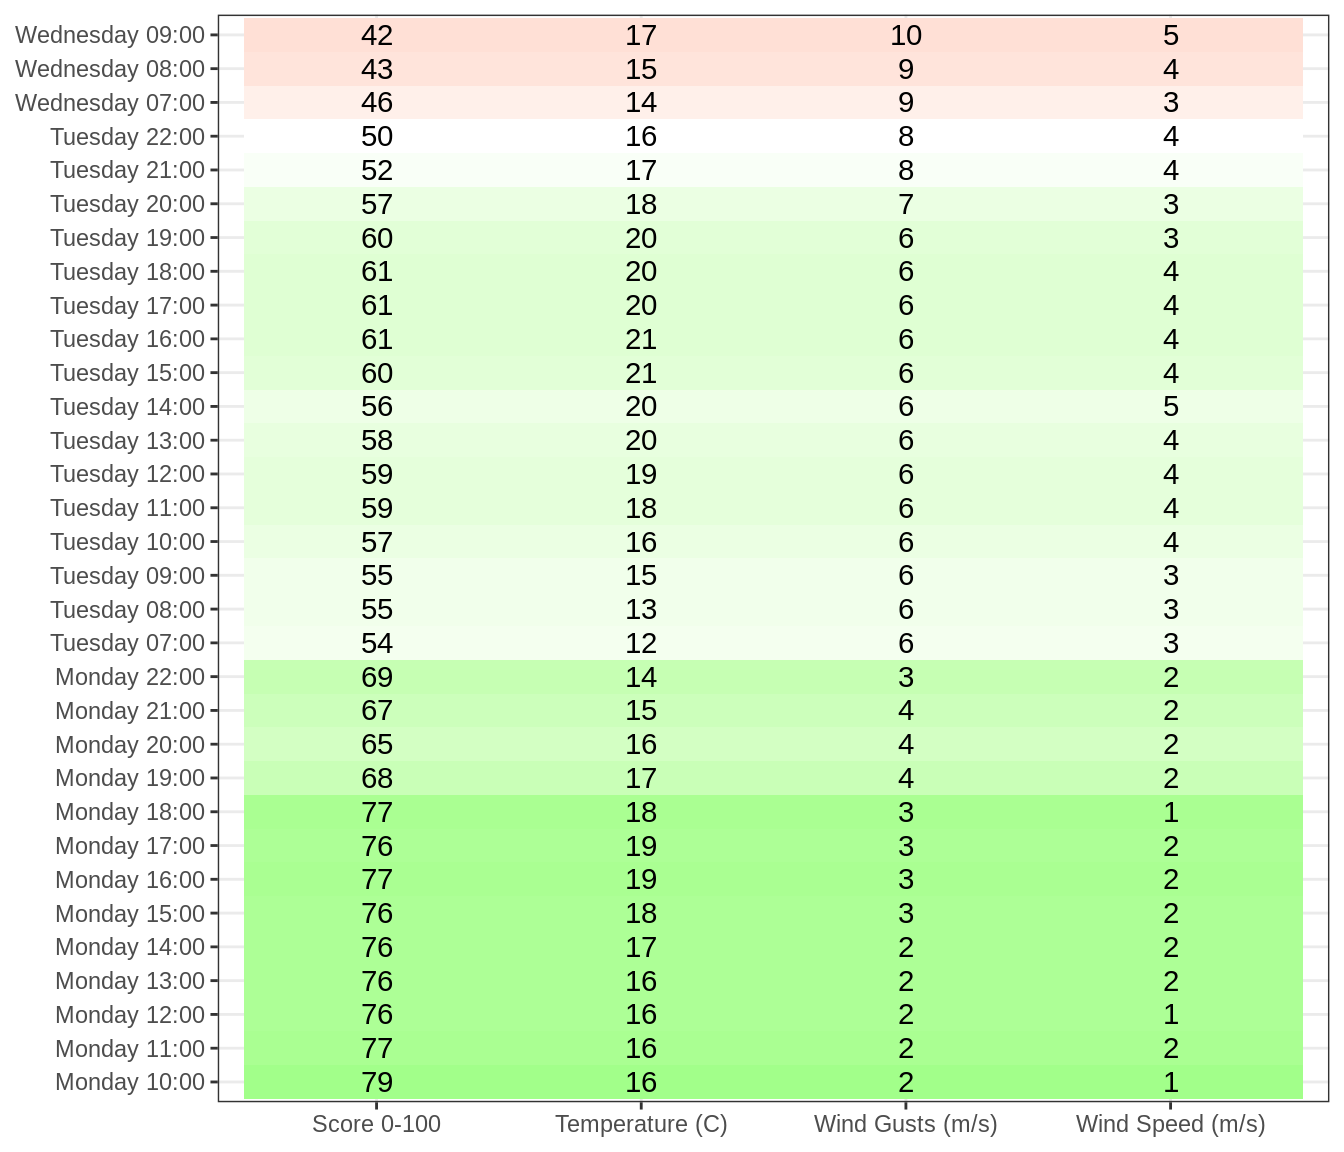 Wednesday 09:00 42 17 10 5
Wednesday 08:00 43 15 9 4
Wednesday 07:00 46 14 9 3
Tuesday 22:00 50 16 8 4
Tuesday 21:00 52 17 8 4
Tuesday 20:00 57 18 7 3
Tuesday 19:00 60 20 6 3
Tuesday 18:00 61 20 6 4
Tuesday 17:00 61 20 6 4
Tuesday 16:00 61 21 6 4
Tuesday 15:00 60 21 6 4
Tuesday 14:00 56 20 6 5
Tuesday 13:00 58 20 6 4
Tuesday 12:00 59 19 6 4
Tuesday 11:00 59 18 6 4
Tuesday 10:00 57 16 6 4
Tuesday 09:00 55 15 6 3
Tuesday 08:00 55 13 6 3
Tuesday 07:00 54 12 6 3
Monday 22:00 69 14 3 2
Monday 21:00 67 15 4 2
Monday 20:00 65 16 4 2
Monday 19:00 68 17 4 2
Monday 18:00 77 18 3 1
Monday 17:00 76 19 3 2
Monday 16:00 77 19 3 2
Monday 15:00 76 18 3 2
Monday 14:00 76 17 2 2
Monday 13:00 76 16 2 2
Monday 12:00 76 16 2 1
Monday 11:00 77 16 2 2
Monday 10:00 79 16 2 1
Score 0-100 Temperature (C) Wind Gusts (m/s) Wind Speed (m/s)